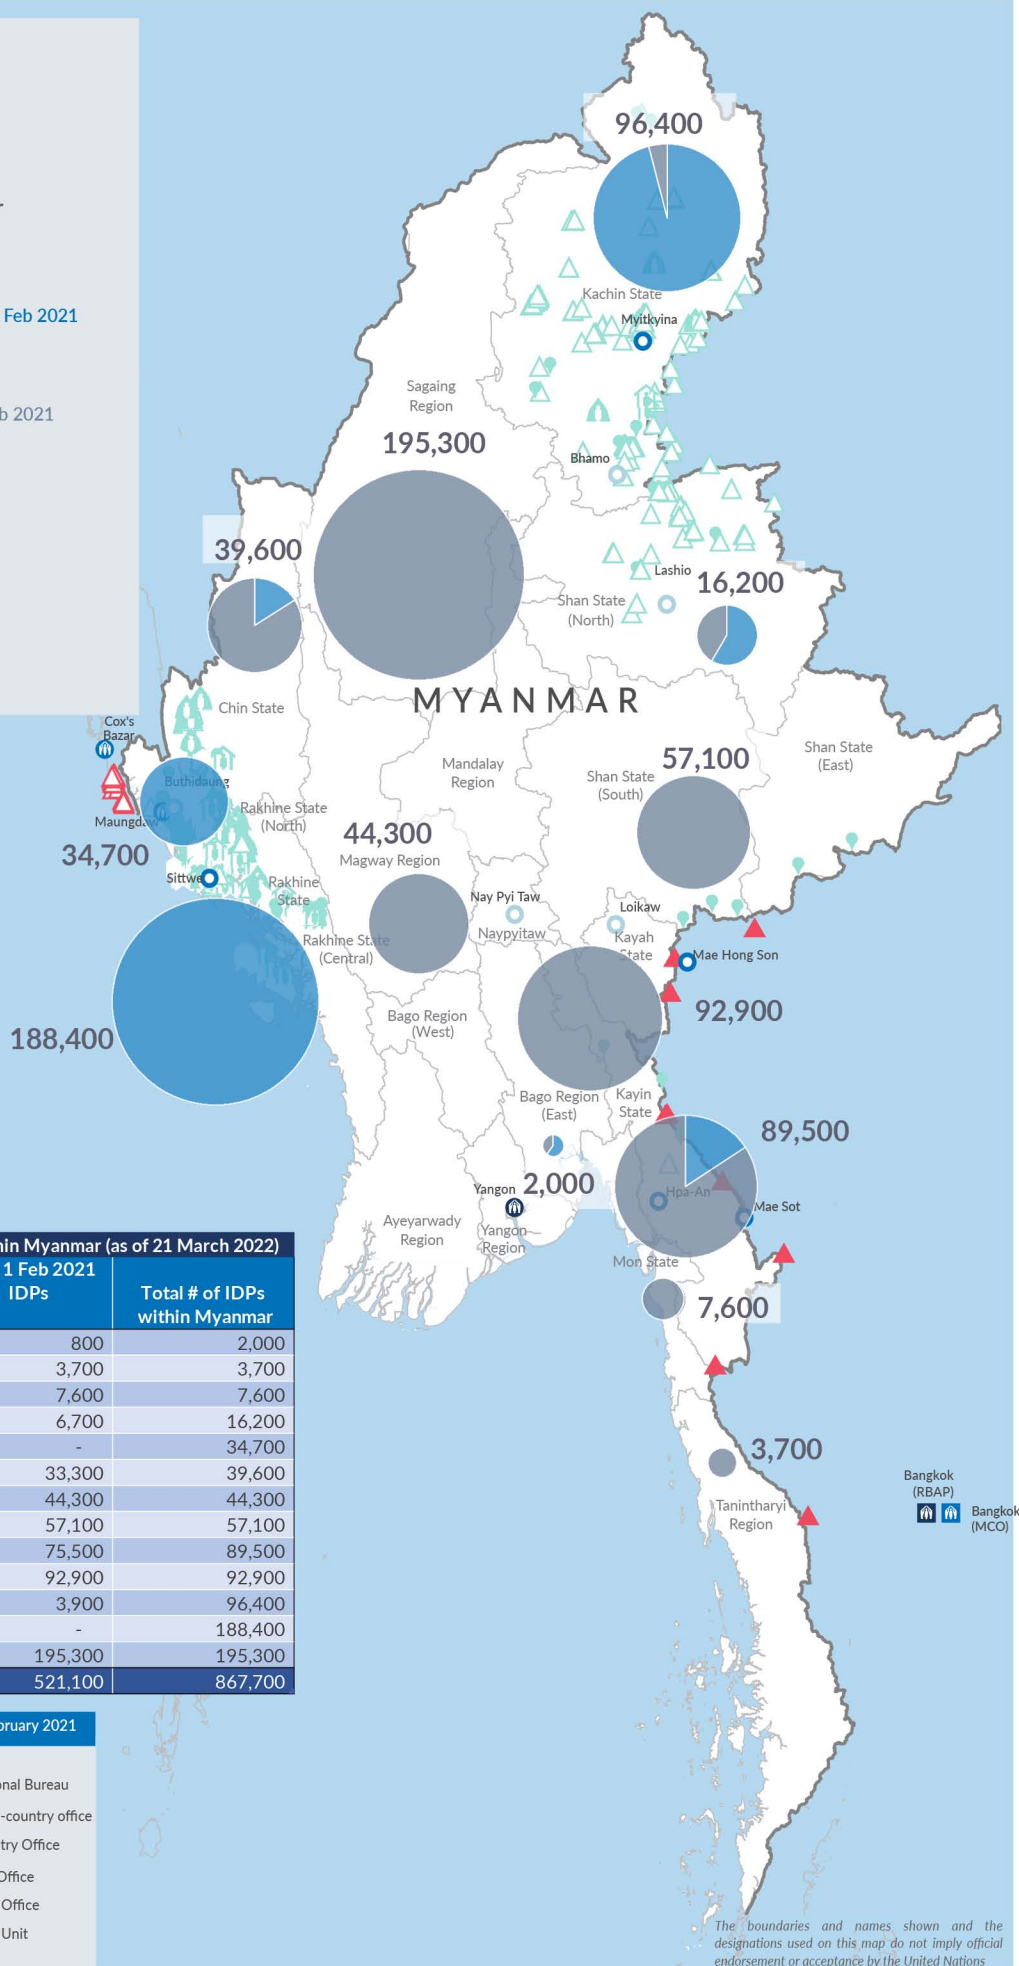 96,400
Feb 2021
Kachin State
Myitkyina
Sagaing
Region
2021
195,300
Bhamo
39,600
Lashio
16,200
Shan State
(North)
MYANMAR
Chin State
Cox's
Bazar
57,100
Shan State
(East)
Mandalay
Region
Shan State
(South)
Buthidaung
Rakhine State
(North)
Maungdaw
44,300
34,700
Magway Region
Sittwe
Rakhine
State
Nay Pyi Taw
Naypyitaw
Loikaw
Kayah
State
Rakhine State
(Central)
Mae Hong Son
92,900
Bago Region
(West)
188,400
Bago Region
(East)
Kayin
State
89,500
Yangon
2,000
Hpa-An
Mae Sot
Ayeyarwady
Region
Yangon
Region
Mon State
7,600
Myanmar (as of 21 March 2022)
1 Feb 2021
IDPs
Total # of IDPs
within Myanmar
800 2,000
3,700 3,700
7,600 7,600
6,700 16,200
- 34,700
33,300 39,600
44,300 44,300
57,100 57,100
75,500 89,500
92,900 92,900
3,900 96,400
- 188,400
195,300 195,300
521,100 867,700
3,700
Tanintharyi
Region
Bangkok
(RBAP)
Bangkok
(MCO)
2021
Bureau
-country office
Office
Office
Office
Unit
The boundaries and names shown and the
designations used on this map do not imply official
endorsement or acceptance by the United Nations